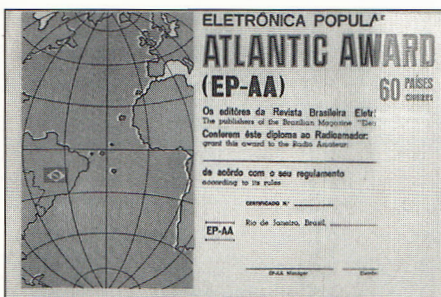 ELETRÔNICA POPULAR
ATLANTIC AWARD
(EP-AA)
60 PAÍSES
COUNTRIES
Os editôres da Revista Brasileira
The publishers of the Brazilian Magazine
Conferem êste diploma ao Radioamador:
grant this award to the Radio Amateur:
de acôrdo com o seu regulamento
according to its rules
CERTIFICADO N.º
EP-AA
Rio de Janeiro, Brasil,
EP-AA Manager